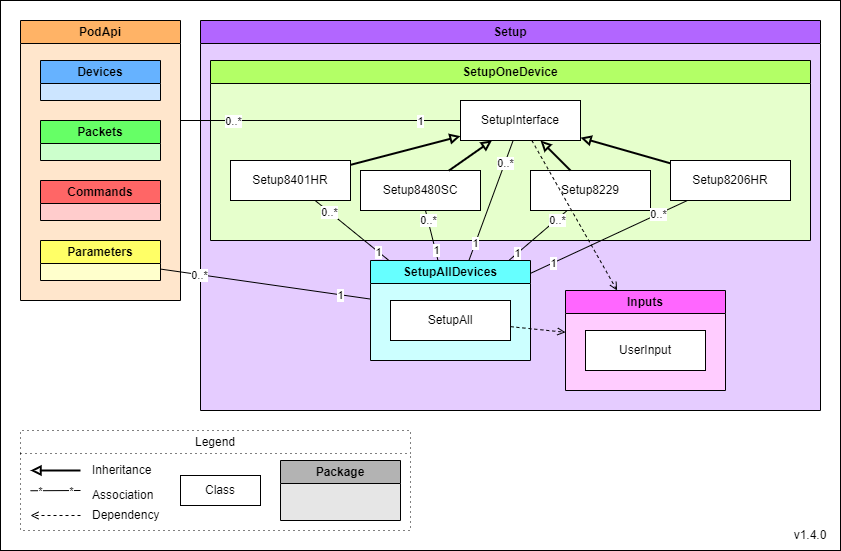 PodApi
Setup
Devices
SetupOneDevice
SetupInterface
0..*
1
Packets
0..*
Setup8401HR
Setup8480SC
Setup8229
Setup8206HR
Commands
0..*
0..*
0..*
0..*
1
1
1
1
Parameters
0..*
1
SetupAllDevices
SetupAll
Inputs
UserInput
Legend
Inheritance
* *
Association
Dependency
Class
Package
v1.4.0